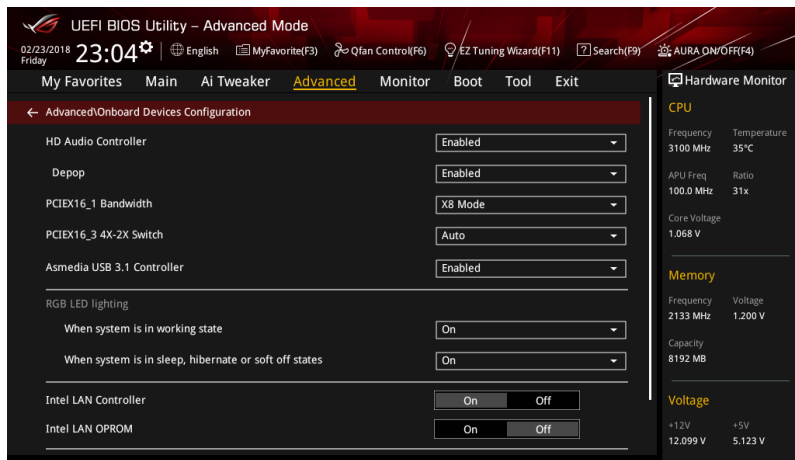 UEFI BIOS Utility – Advanced Mode
02/23/2018 Friday 23:04 English MyFavorite(F3) Qfan Control(F6) EZ Tuning Wizard(F11) ? Search(F9) AURA ON/OFF(F4)
My Favorites Main Ai Tweaker Advanced Monitor Boot Tool Exit
← Advanced\Onboard Devices Configuration
HD Audio Controller Enabled
Depop Enabled
PCIEX16_1 Bandwidth X8 Mode
PCIEX16_3 4X-2X Switch Auto
Asmedia USB 3.1 Controller Enabled
RGB LED lighting
When system is in working state On
When system is in sleep, hibernate or soft off states On
Intel LAN Controller On Off
Intel LAN OPROM On Off
Hardware Monitor
CPU
Frequency Temperature
3100 MHz 35°C
APU Freq Ratio
100.0 MHz 31x
Core Voltage
1.068 V
Memory
Frequency Voltage
2133 MHz 1.200 V
Capacity
8192 MB
Voltage
+12V +5V
12.099 V 5.123 V